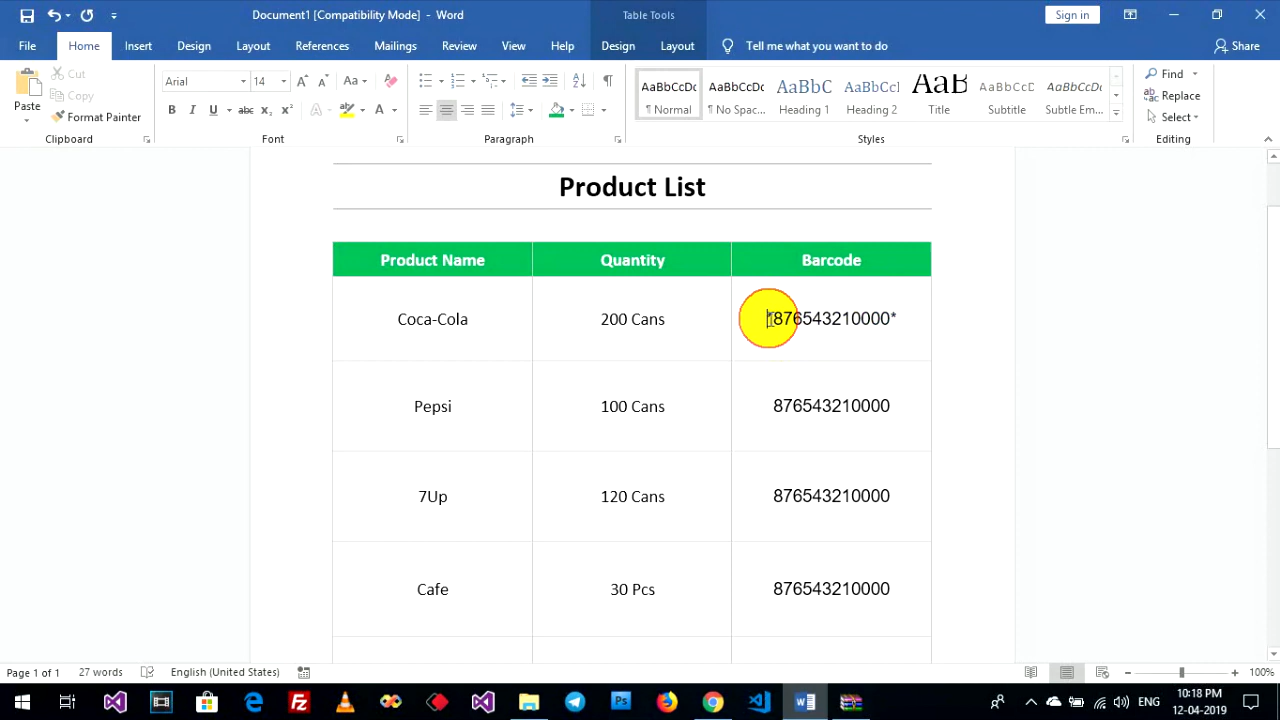 Document1 [Compatibility Mode] - Word
Table Tools
Sign in
File Home Insert Design Layout References Mailings Review View Help Design Layout Tell me what you want to do Share
Paste
Cut
Copy
Format Painter
Clipboard
Arial 14
Font
Paragraph
AaBbCcDc ¶ Normal
AaBbCcDc ¶ No Spac...
AaBbC Heading 1
AaBbCcI Heading 2
AaB Title
AaBbCcD Subtitle
AaBbCcDc Subtle Em...
Styles
Find
Replace
Select
Editing
Product List
Product Name Quantity Barcode
Coca-Cola 200 Cans *876543210000*
Pepsi 100 Cans 876543210000
7Up 120 Cans 876543210000
Cafe 30 Pcs 876543210000
Page 1 of 1 27 words English (United States) 100%
ENG
10:18 PM
12-04-2019